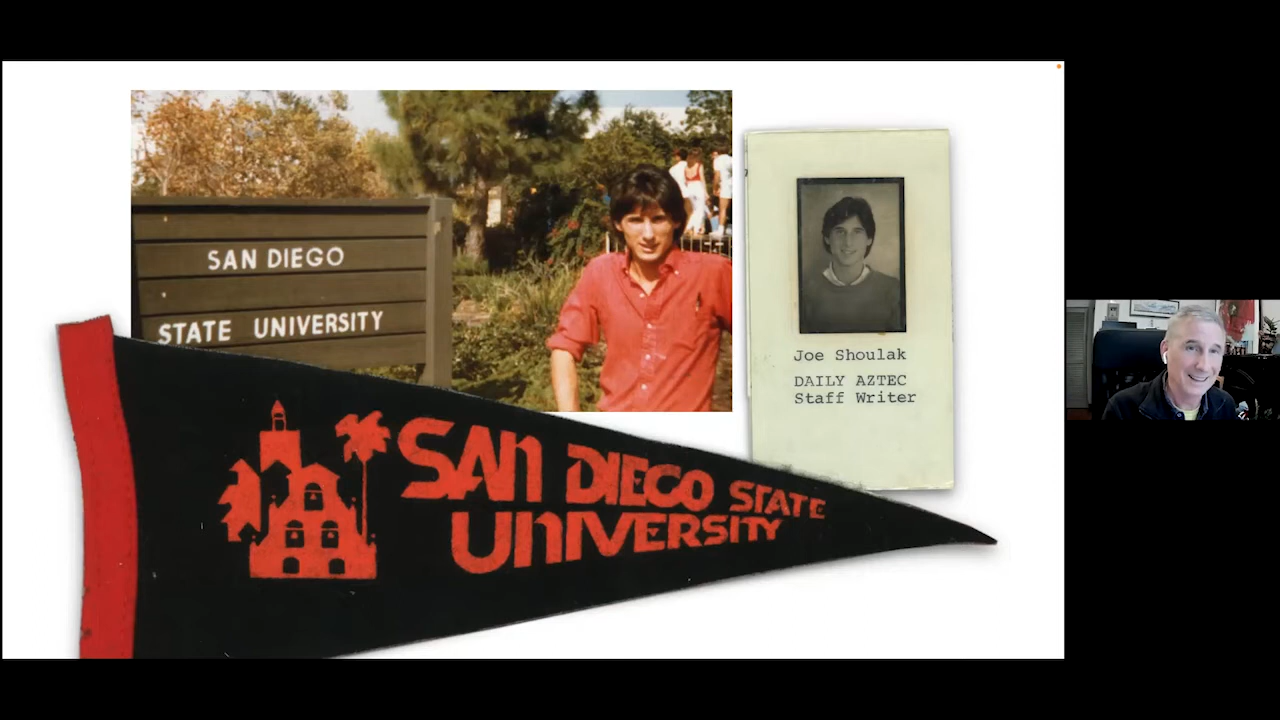 SAN DIEGO
STATE UNIVERSITY
Joe Shoulak
DAILY AZTEC
Staff Writer
SAN DIEGO STATE
UNIVERSITY